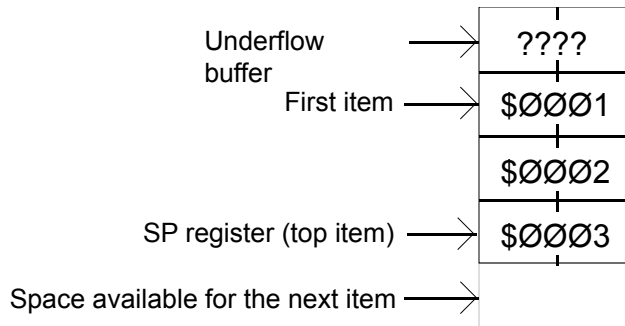 Underflow
buffer
????
First item
$ØØØ1
$ØØØ2
SP register (top item)
$ØØØ3
Space available for the next item